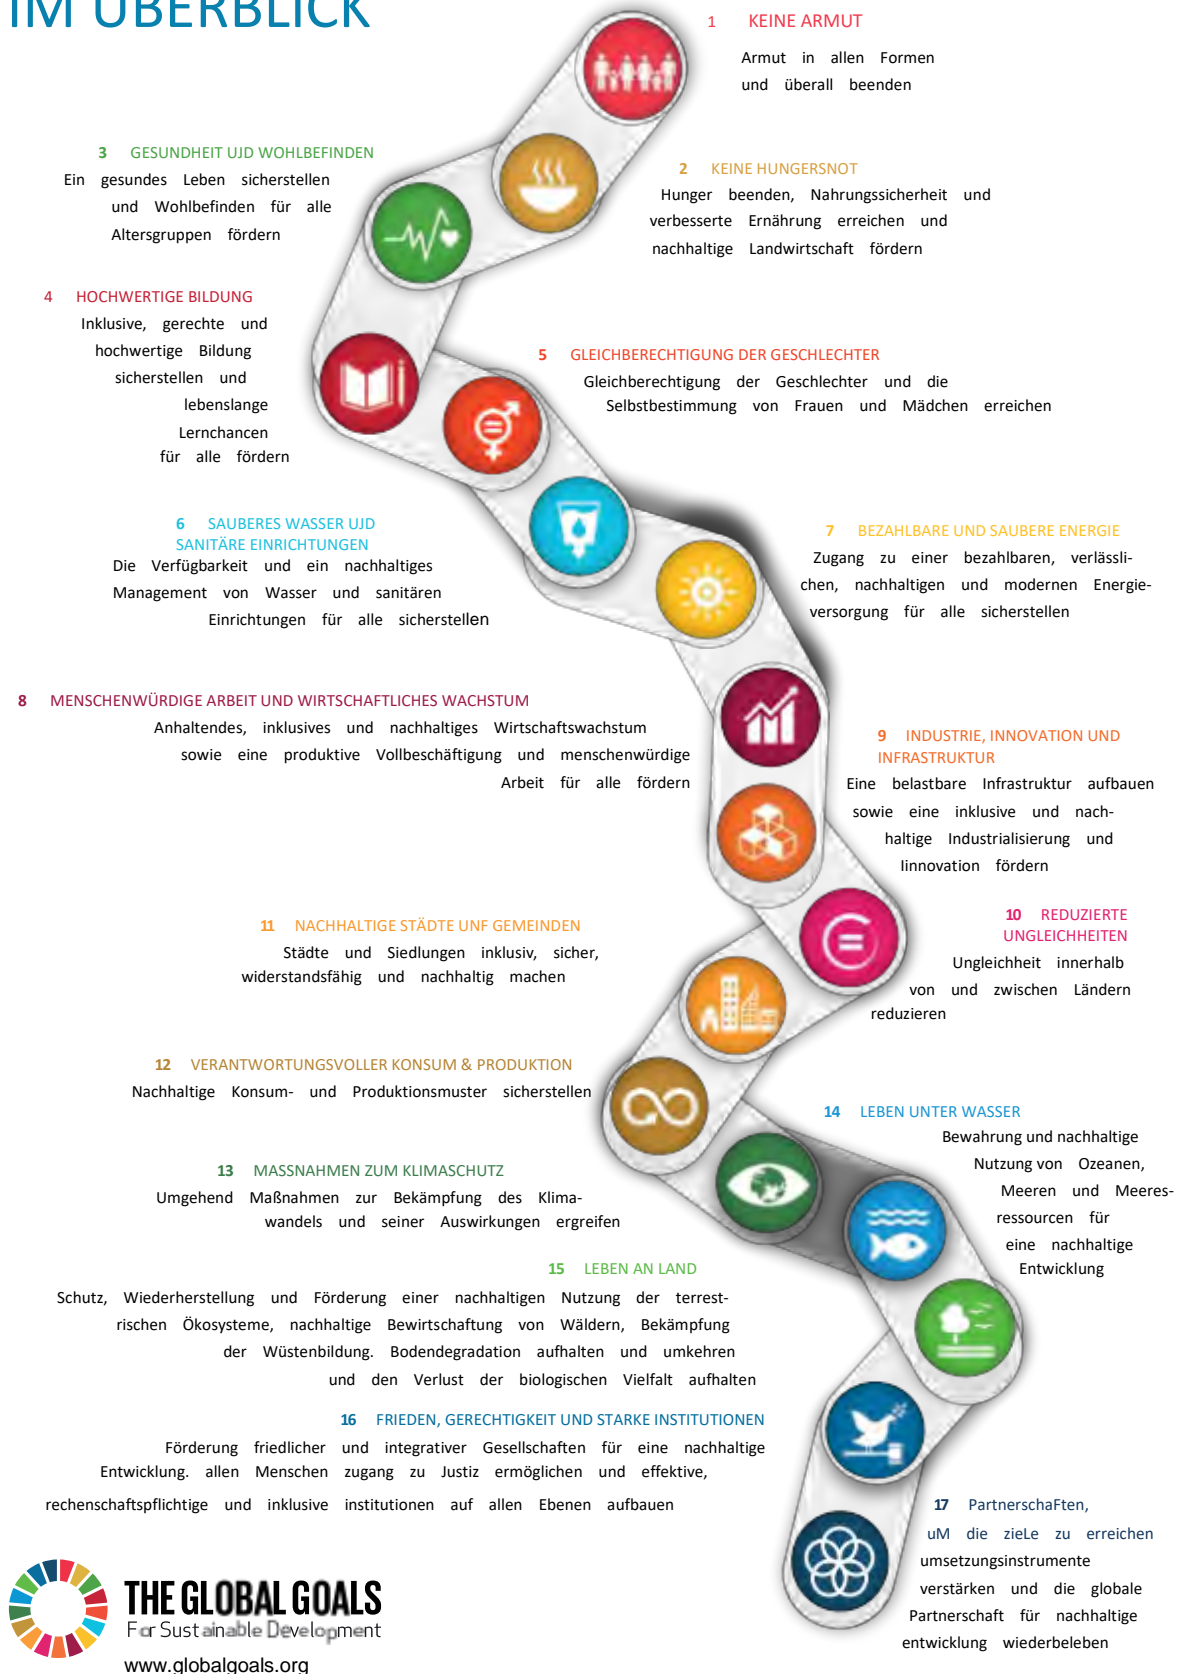 IM ÜBERBLICK
1 KEINE ARMUT
Armut in allen Formen
und überall beenden
2 KEINE HUNGERSNOT
Hunger beenden, Nahrungssicherheit und
verbesserte Ernährung erreichen und
nachhaltige Landwirtschaft fördern
3 GESUNDHEIT UJD WOHLBEFINDEN
Ein gesundes Leben sicherstellen
und Wohlbefinden für alle
Altersgruppen fördern
4 HOCHWERTIGE BILDUNG
Inklusive, gerechte und
hochwertige Bildung
sicherstellen und
lebenslange
Lernchancen
für alle fördern
5 GLEICHBERECHTIGUNG DER GESCHLECHTER
Gleichberechtigung der Geschlechter und die
Selbstbestimmung von Frauen und Mädchen erreichen
6 SAUBERES WASSER UJD
SANITÄRE EINRICHTUNGEN
Die Verfügbarkeit und ein nachhaltiges
Management von Wasser und sanitären
Einrichtungen für alle sicherstellen
7 BEZAHLBARE UND SAUBERE ENERGIE
Zugang zu einer bezahlbaren, verlässli-
chen, nachhaltigen und modernen Energie-
versorgung für alle sicherstellen
8 MENSCHENWÜRDIGE ARBEIT UND WIRTSCHAFTLICHES WACHSTUM
Anhaltendes, inklusives und nachhaltiges Wirtschaftswachstum
sowie eine produktive Vollbeschäftigung und menschenwürdige
Arbeit für alle fördern
9 INDUSTRIE, INNOVATION UND
INFRASTRUKTUR
Eine belastbare Infrastruktur aufbauen
sowie eine inklusive und nach-
haltige Industrialisierung und
Iinnovation fördern
10 REDUZIERTE
UNGLEICHHEITEN
Ungleichheit innerhalb
von und zwischen Ländern
reduzieren
11 NACHHALTIGE STÄDTE UNF GEMEINDEN
Städte und Siedlungen inklusiv, sicher,
widerstandsfähig und nachhaltig machen
12 VERANTWORTUNGSVOLLER KONSUM & PRODUKTION
Nachhaltige Konsum- und Produktionsmuster sicherstellen
13 MASSNAHMEN ZUM KLIMASCHUTZ
Umgehend Maßnahmen zur Bekämpfung des Klima-
wandels und seiner Auswirkungen ergreifen
14 LEBEN UNTER WASSER
Bewahrung und nachhaltige
Nutzung von Ozeanen,
Meeren und Meeres-
ressourcen für
eine nachhaltige
Entwicklung
15 LEBEN AN LAND
Schutz, Wiederherstellung und Förderung einer nachhaltigen Nutzung der terrest-
rischen Ökosysteme, nachhaltige Bewirtschaftung von Wäldern, Bekämpfung
der Wüstenbildung. Bodendegradation aufhalten und umkehren
und den Verlust der biologischen Vielfalt aufhalten
16 FRIEDEN, GERECHTIGKEIT UND STARKE INSTITUTIONEN
Förderung friedlicher und integrativer Gesellschaften für eine nachhaltige
Entwicklung. allen Menschen zugang zu Justiz ermöglichen und effektive,
rechenschaftspflichtige und inklusive institutionen auf allen Ebenen aufbauen
17 PartnerschaFten,
uM die zieLe zu erreichen
umsetzungsinstrumente
verstärken und die globale
Partnerschaft für nachhaltige
entwicklung wiederbeleben
THE GLOBAL GOALS
For Sustainable Development
www.globalgoals.org